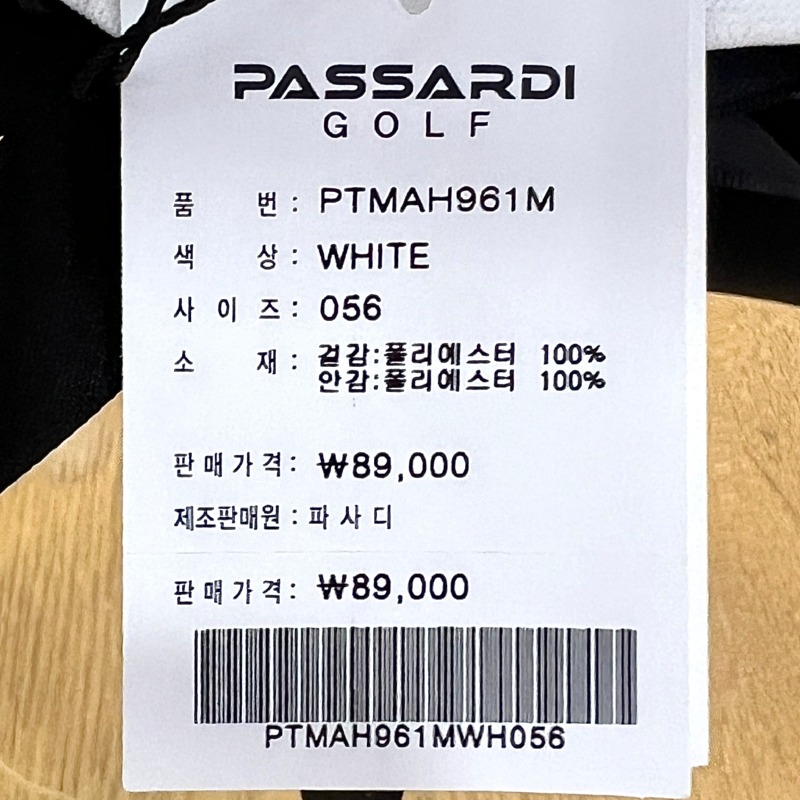 PASSARDI
GOLF
품 번 : PTMAH961M
색 상 : WHITE
사 이 즈 : 056
소 재 : 겉감:폴리에스터 100%
안감:폴리에스터 100%
판 매 가 격 : ₩89,000
제조판매원 : 파 사 디
판 매 가 격 : ₩89,000
PTMAH961MWH056